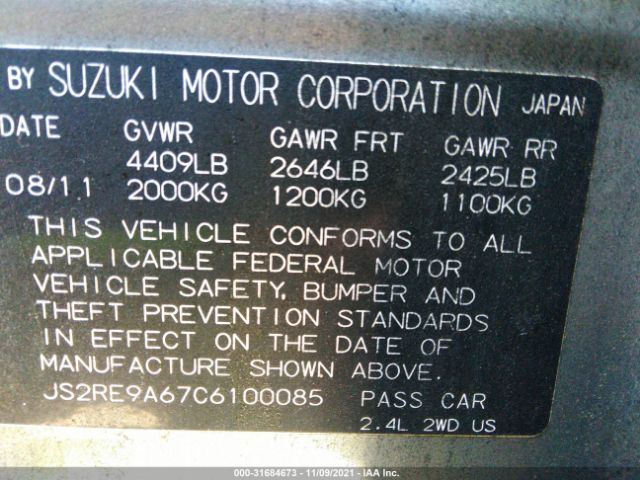 BY SUZUKI MOTOR CORPORATION JAPAN
DATE GVWR GAWR FRT GAWR RR
4409LB 2646LB 2425LB
08/11 2000KG 1200KG 1100KG
THIS VEHICLE CONFORMS TO ALL
APPLICABLE FEDERAL MOTOR
VEHICLE SAFETY, BUMPER AND
THEFT PREVENTION STANDARDS
IN EFFECT ON THE DATE OF
MANUFACTURE SHOWN ABOVE.
JS2RE9A67C6100085 PASS CAR
2.4L 2WD US
000-31684673 - 11/09/2021 - IAA Inc.